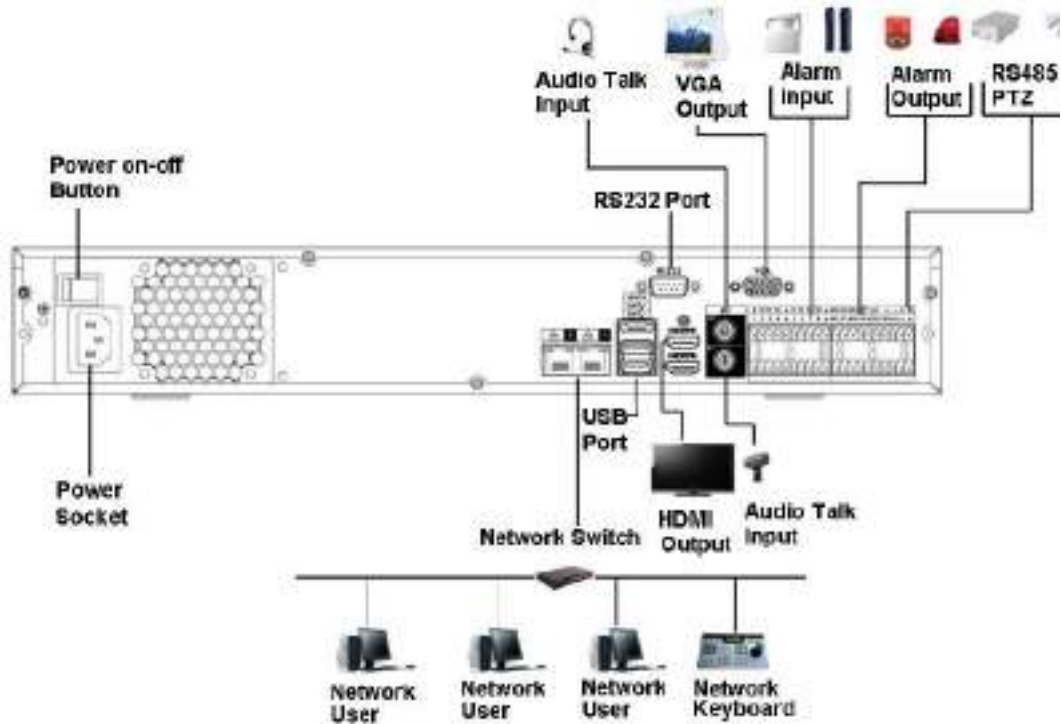 Audio Talk
Input
VGA
Output
Alarm
Input
Alarm
Output
RS485
PTZ
Power on-off
Button
RS232 Port
USB
Port
Power
Socket
Network Switch
HDMI
Output
Audio Talk
Input
Network
User
Network
User
Network
User
Network
Keyboard